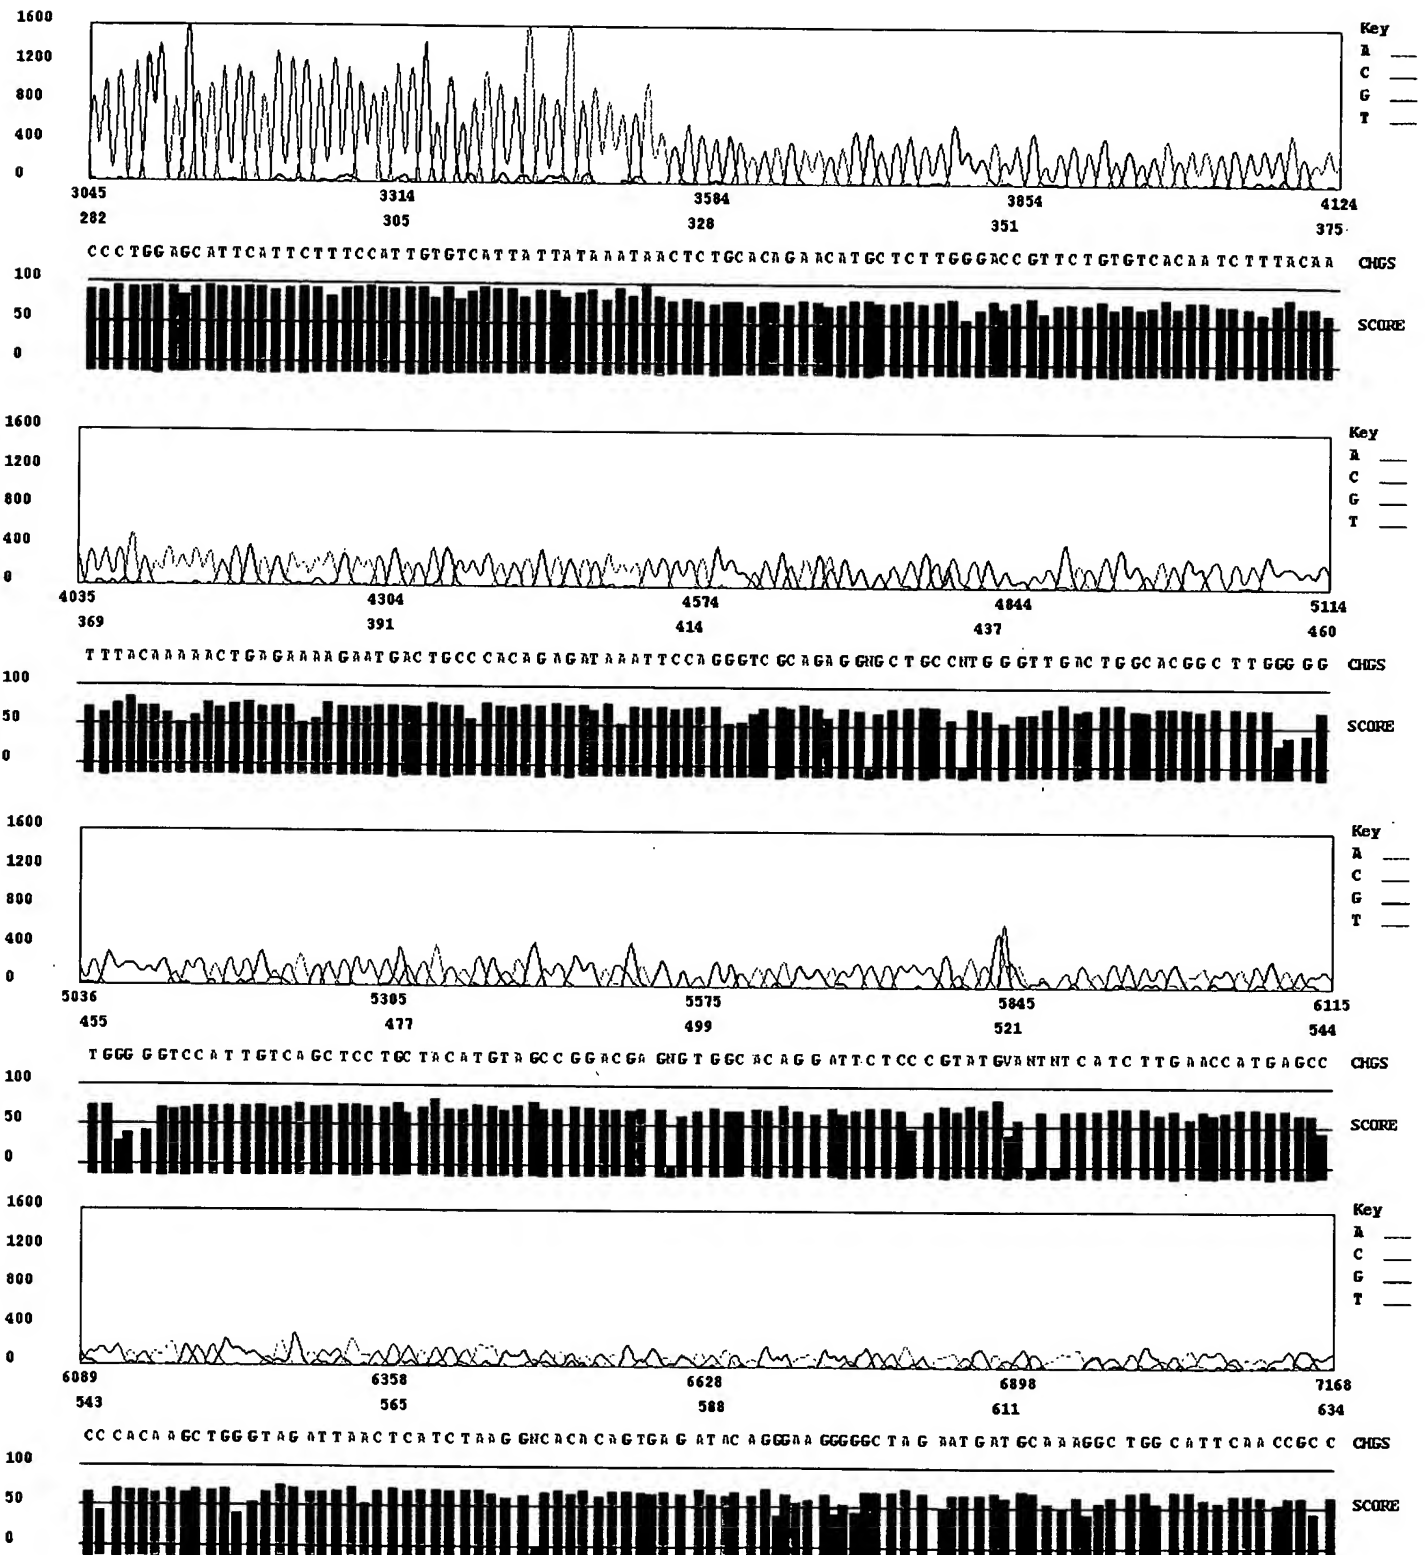 1600
1200
800
400
0
Key
A
C
G
T
3045 3314 3584 3854 4124
282 305 328 351 375
CCCTGGAGCATTCATTCTTTCCATTGTGTCATTATTATAAATAACTCTGCACAGAACATGCTCTTGGGACCGTTCTGTGTCACAATCTTTACAA CHGS
100
50
0
SCORE
1600
1200
800
400
0
Key
A
C
G
T
4035 4304 4574 4844 5114
369 391 414 437 460
TTTACAAAAACTGAGAAAAGAATGACTGCCCACAGAGATAAATTCCAGGGTCGCAGAGGNGCTGCCNTGGGTTGACTGGCACGGCTTGGGGG CHGS
100
50
0
SCORE
1600
1200
800
400
0
Key
A
C
G
T
5036 5305 5575 5845 6115
455 477 499 521 544
TGGGGGTCCATTGTCAGCTCCTGCTACATGTAGCCGGACGAGNGTGGCACAGGATTCTCCCGTATGVANTNTCATCTTGAACCATGAGCC CHGS
100
50
0
SCORE
1600
1200
800
400
0
Key
A
C
G
T
6089 6358 6628 6898 7168
543 565 588 611 634
CCCACAAGCTGGGTAGATTAACTCATCTAAGGNCACACAGTGAGATACAGGGAAGGGGGCTAGAATGATGCAAAGGCTGGCATTCAACCGCC CHGS
100
50
0
SCORE